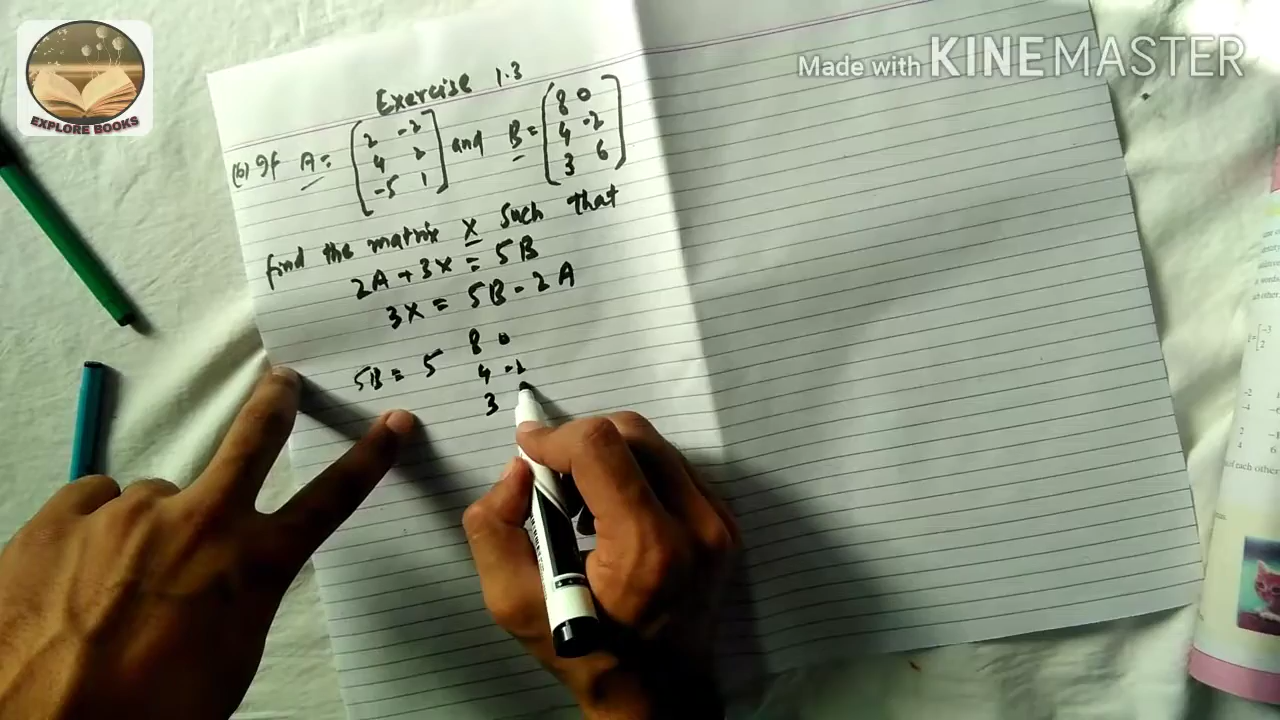 EXPLORE BOOKS
Made with KINEMASTER
Exercise 1.3
(6) If A = [2 -2 and B = [8 0
4 2 4 -2
-5 1] 3 6]
find the matrix X such that
2A + 3X = 5B
3X = 5B - 2A
5B = 5 8 0
4 -2
3